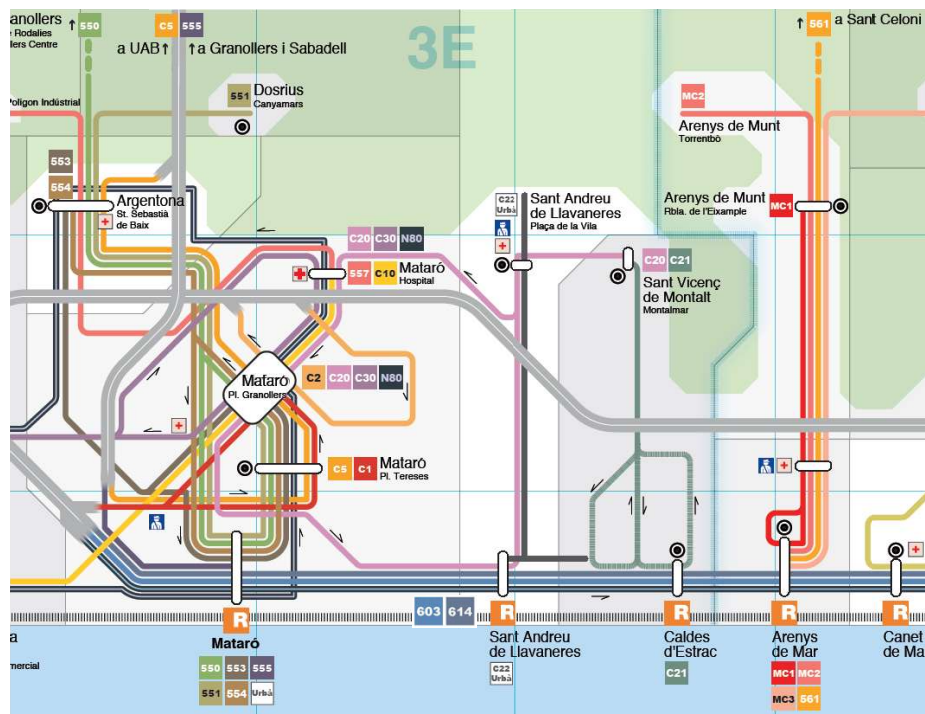 anollers
↑ 550
Rodalies
llers Centre
C5 555
a UAB ↑ ↑ a Granollers i Sabadell
3E
↑ 561 a Sant Celoni
Polígon Indústrial
551 Dosrius
Canyamars
MC2
Arenys de Munt
Torrentbò
553
554
Argentona
St. Sebastià
de Baix
C22
Urbà
Sant Andreu
de Llavaneres
Plaça de la Vila
Arenys de Munt
Rbla. de l'Eixample
MC1
C20 C30 N80
557 C10
Mataró
Hospital
C20 C21
Sant Vicenç
de Montalt
Montalmar
Mataró
Pl. Granollers
C2 C20 C30 N80
C5 C1 Mataró
Pl. Tereses
603 614
R
Mataró
550 553 555
551 554 Urbà
R
Sant Andreu
de Llavaneres
C22
Urbà
R
Caldes
d'Estrac
C21
R
Arenys
de Mar
MC1 MC2
MC3 561
R
Canet
de Ma
a
mercial